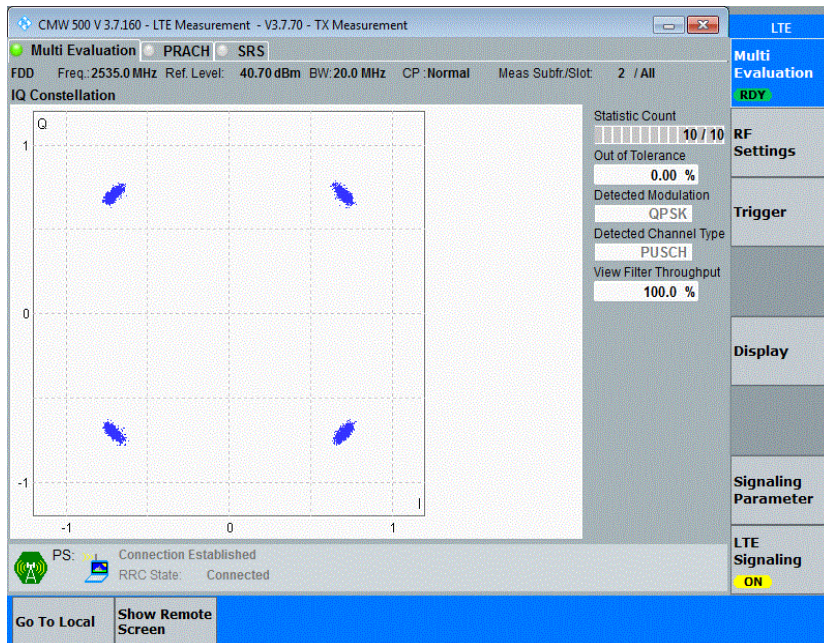 CMW 500 V 3.7.160 - LTE Measurement - V3.7.70 - TX Measurement
LTE
Multi Evaluation PRACH SRS
FDD Freq.: 2535.0 MHz Ref. Level: 40.70 dBm BW: 20.0 MHz CP : Normal Meas Subfr./Slot: 2 / All
IQ Constellation
Q
1
0
-1
I
-1 0 1
Statistic Count
10 / 10
Out of Tolerance
0.00 %
Detected Modulation
QPSK
Detected Channel Type
PUSCH
View Filter Throughput
100.0 %
Multi
Evaluation
RDY
RF
Settings
Trigger
Display
Signaling
Parameter
LTE
Signaling
ON
PS: Connection Established
RRC State: Connected
Go To Local
Show Remote
Screen